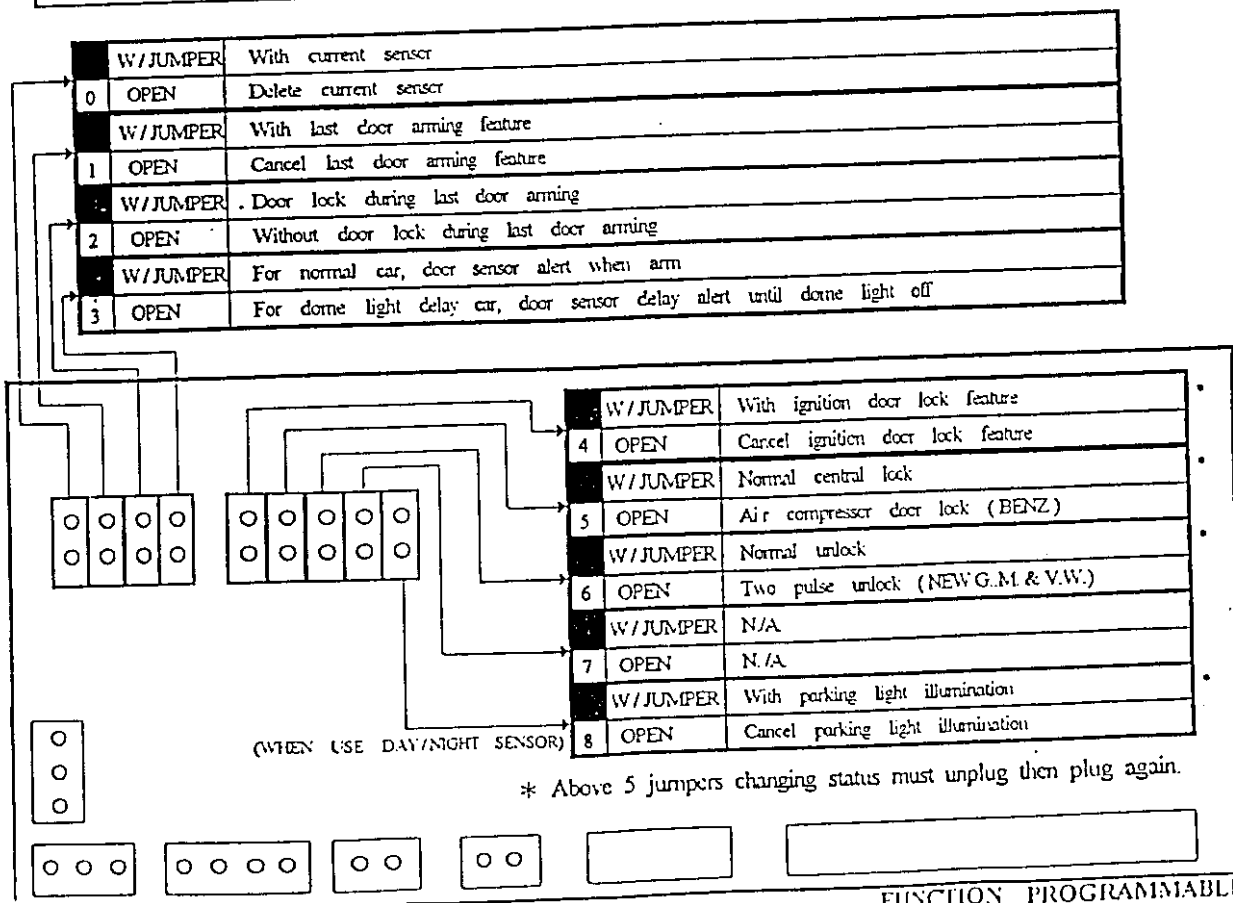 W/JUMPER With current sensor
0 OPEN Delete current sensor
W/JUMPER With last door arming feature
1 OPEN Cancel last door arming feature
W/JUMPER . Door lock during last door arming
2 OPEN Without door lock during last door arming
W/JUMPER For normal car, door sensor alert when arm
3 OPEN For dome light delay car, door sensor delay alert until dome light off
W/JUMPER With ignition door lock feature
4 OPEN Cancel ignition door lock feature
W/JUMPER Normal central lock
5 OPEN Air compressor door lock (BENZ)
W/JUMPER Normal unlock
6 OPEN Two pulse unlock (NEW G..M. & V.W.)
W/JUMPER N/A
7 OPEN N./A
W/JUMPER With parking light illumination
(WHEN USE DAY/NIGHT SENSOR) 8 OPEN Cancel parking light illumination
* Above 5 jumpers changing status must unplug then plug again.
FUNCTION PROGRAMMABLE